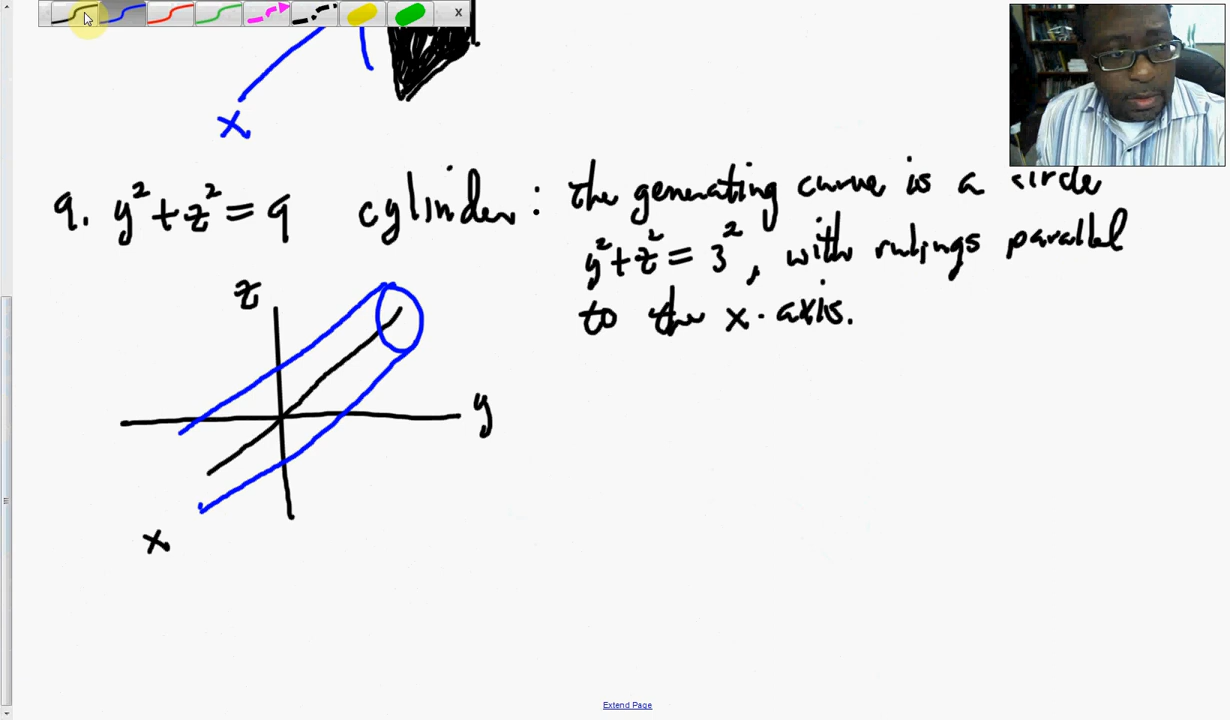 x
9. y² + z² = 9 cylinder : the generating curve is a circle
y² + z² = 3², with rulings parallel
to the x-axis.
z
y
x
Extend Page